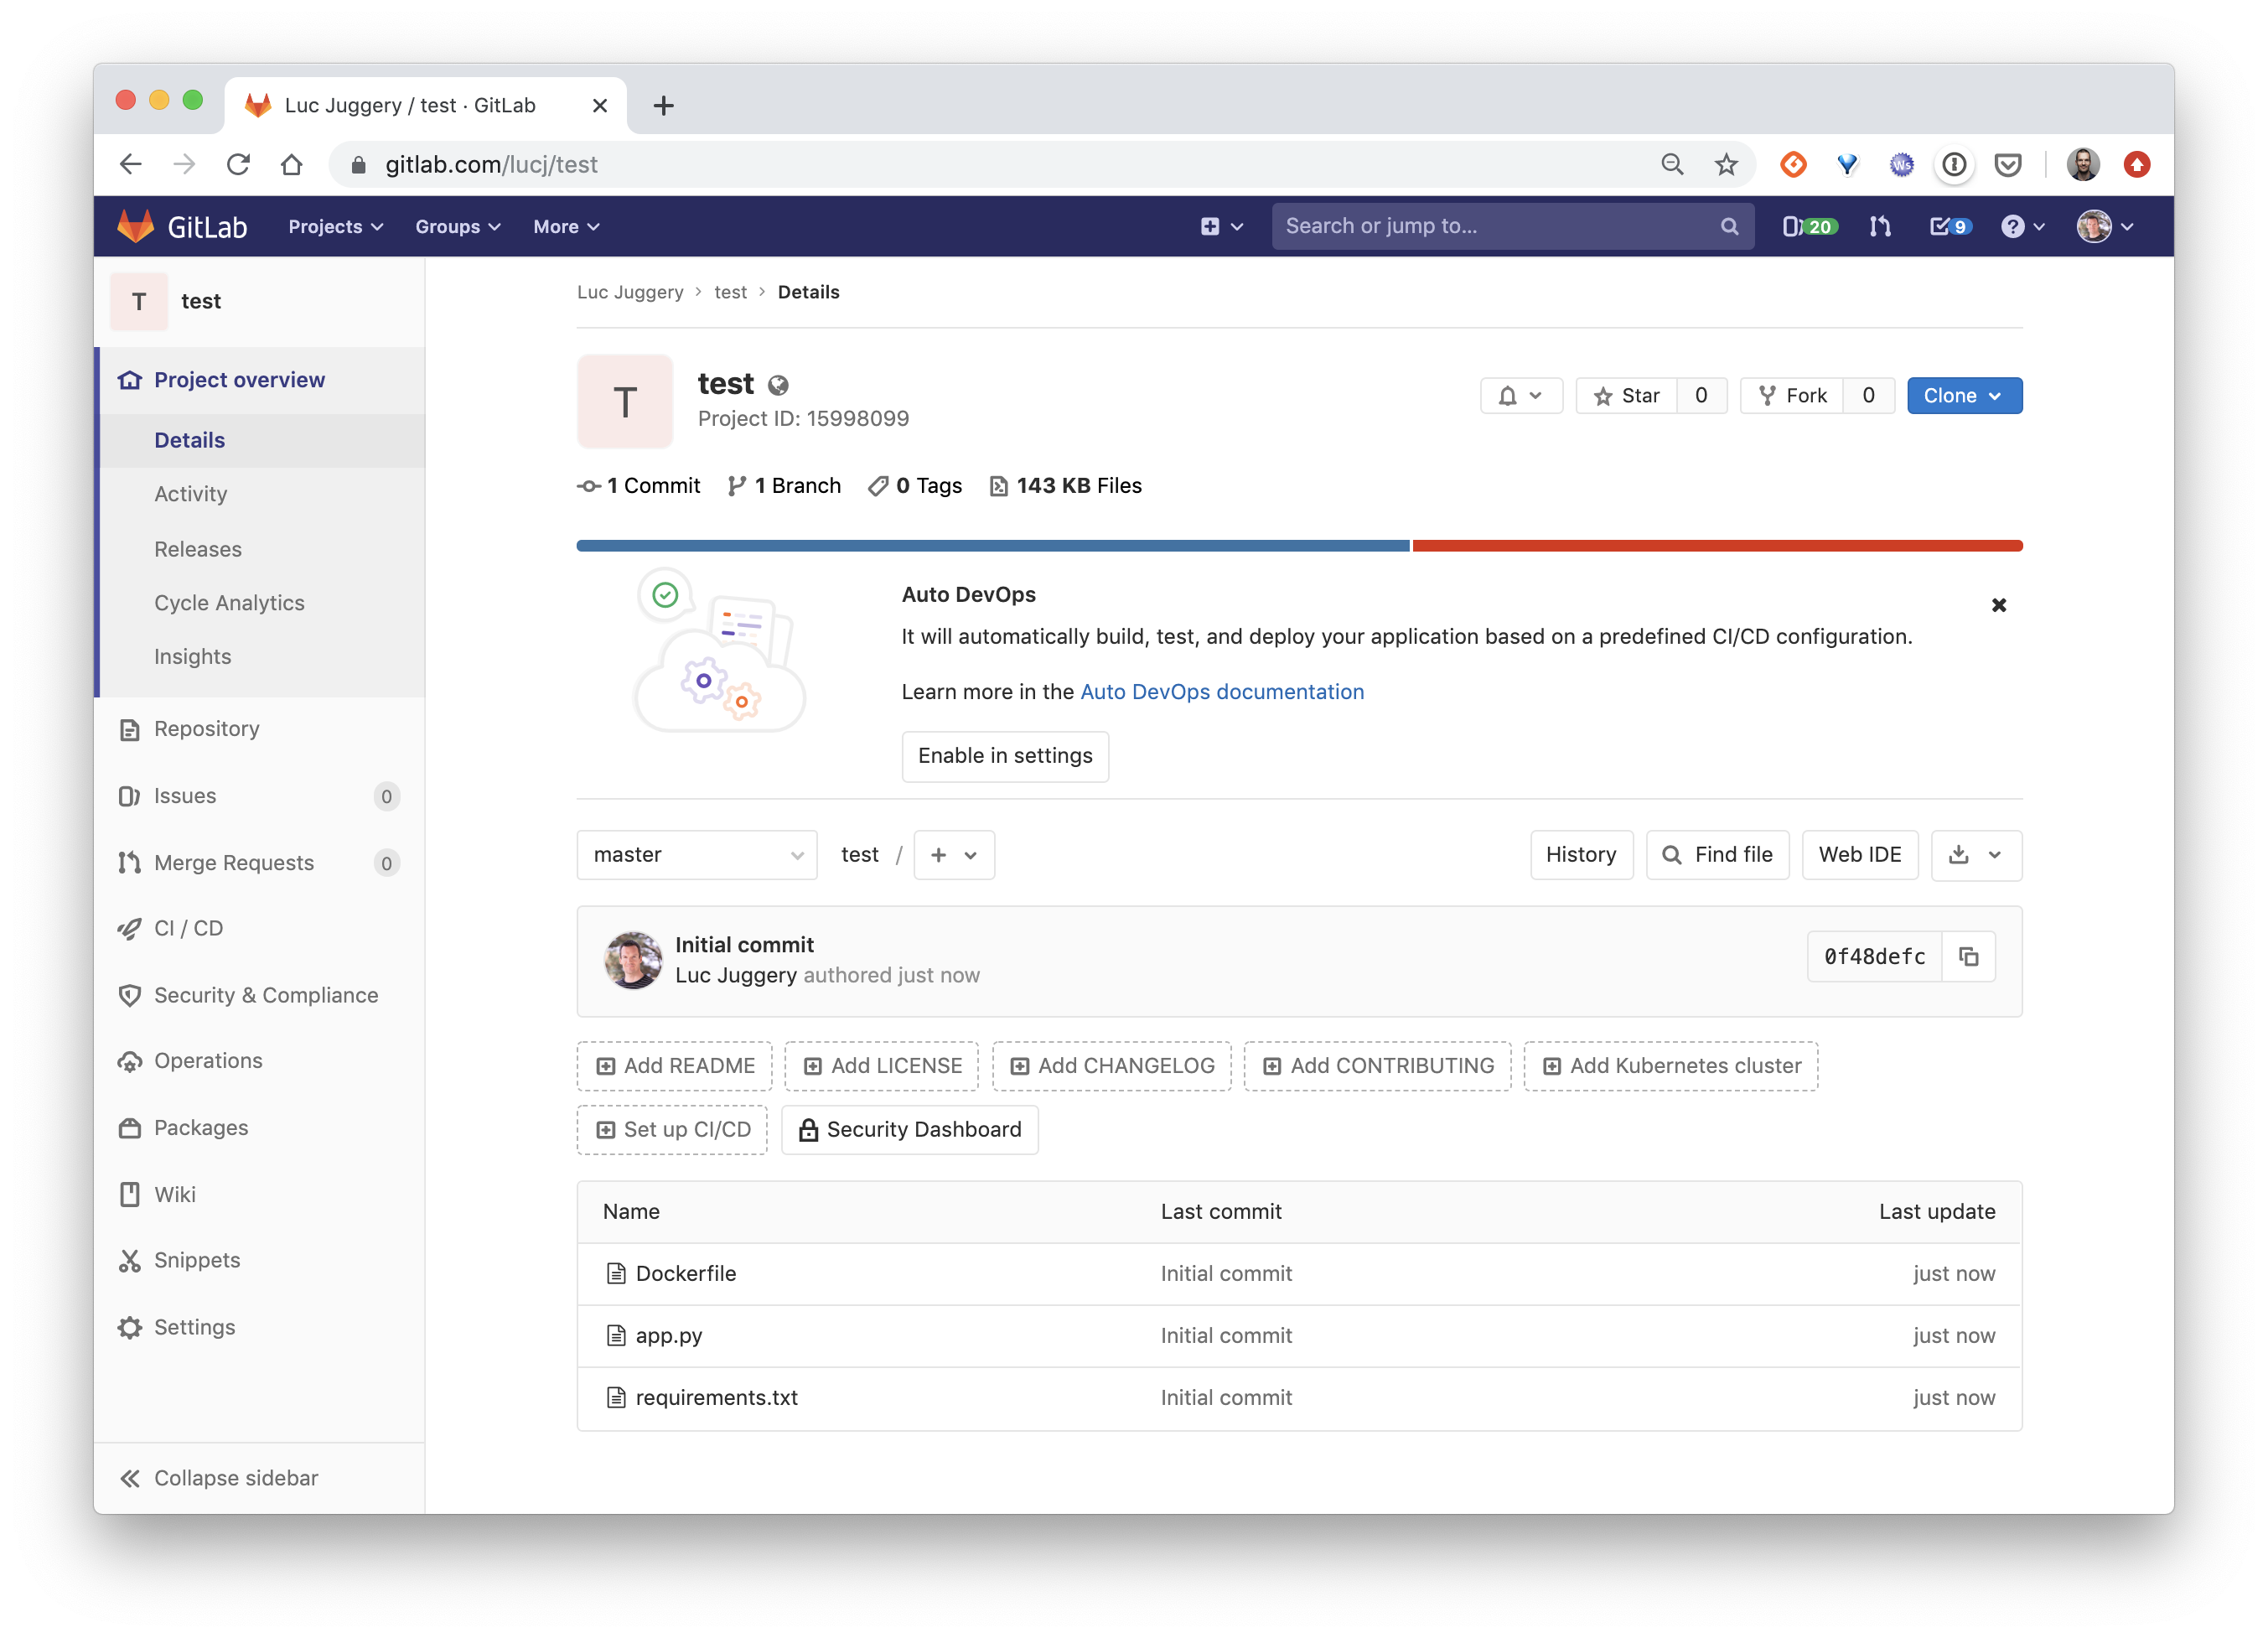 Luc Juggery / test · GitLab
gitlab.com/lucj/test
GitLab Projects Groups More Search or jump to... 20 9
T test
Project overview
Details
Activity
Releases
Cycle Analytics
Insights
Repository
Issues 0
Merge Requests 0
CI / CD
Security & Compliance
Operations
Packages
Wiki
Snippets
Settings
Collapse sidebar
Luc Juggery > test > Details
T
test
Project ID: 15998099
Star 0 Fork 0 Clone
1 Commit 1 Branch 0 Tags 143 KB Files
Auto DevOps
It will automatically build, test, and deploy your application based on a predefined CI/CD configuration.
Learn more in the Auto DevOps documentation
Enable in settings
master test / + History Find file Web IDE
Initial commit
Luc Juggery authored just now
0f48defc
Add README Add LICENSE Add CHANGELOG Add CONTRIBUTING Add Kubernetes cluster
Set up CI/CD Security Dashboard
Name Last commit Last update
Dockerfile Initial commit just now
app.py Initial commit just now
requirements.txt Initial commit just now